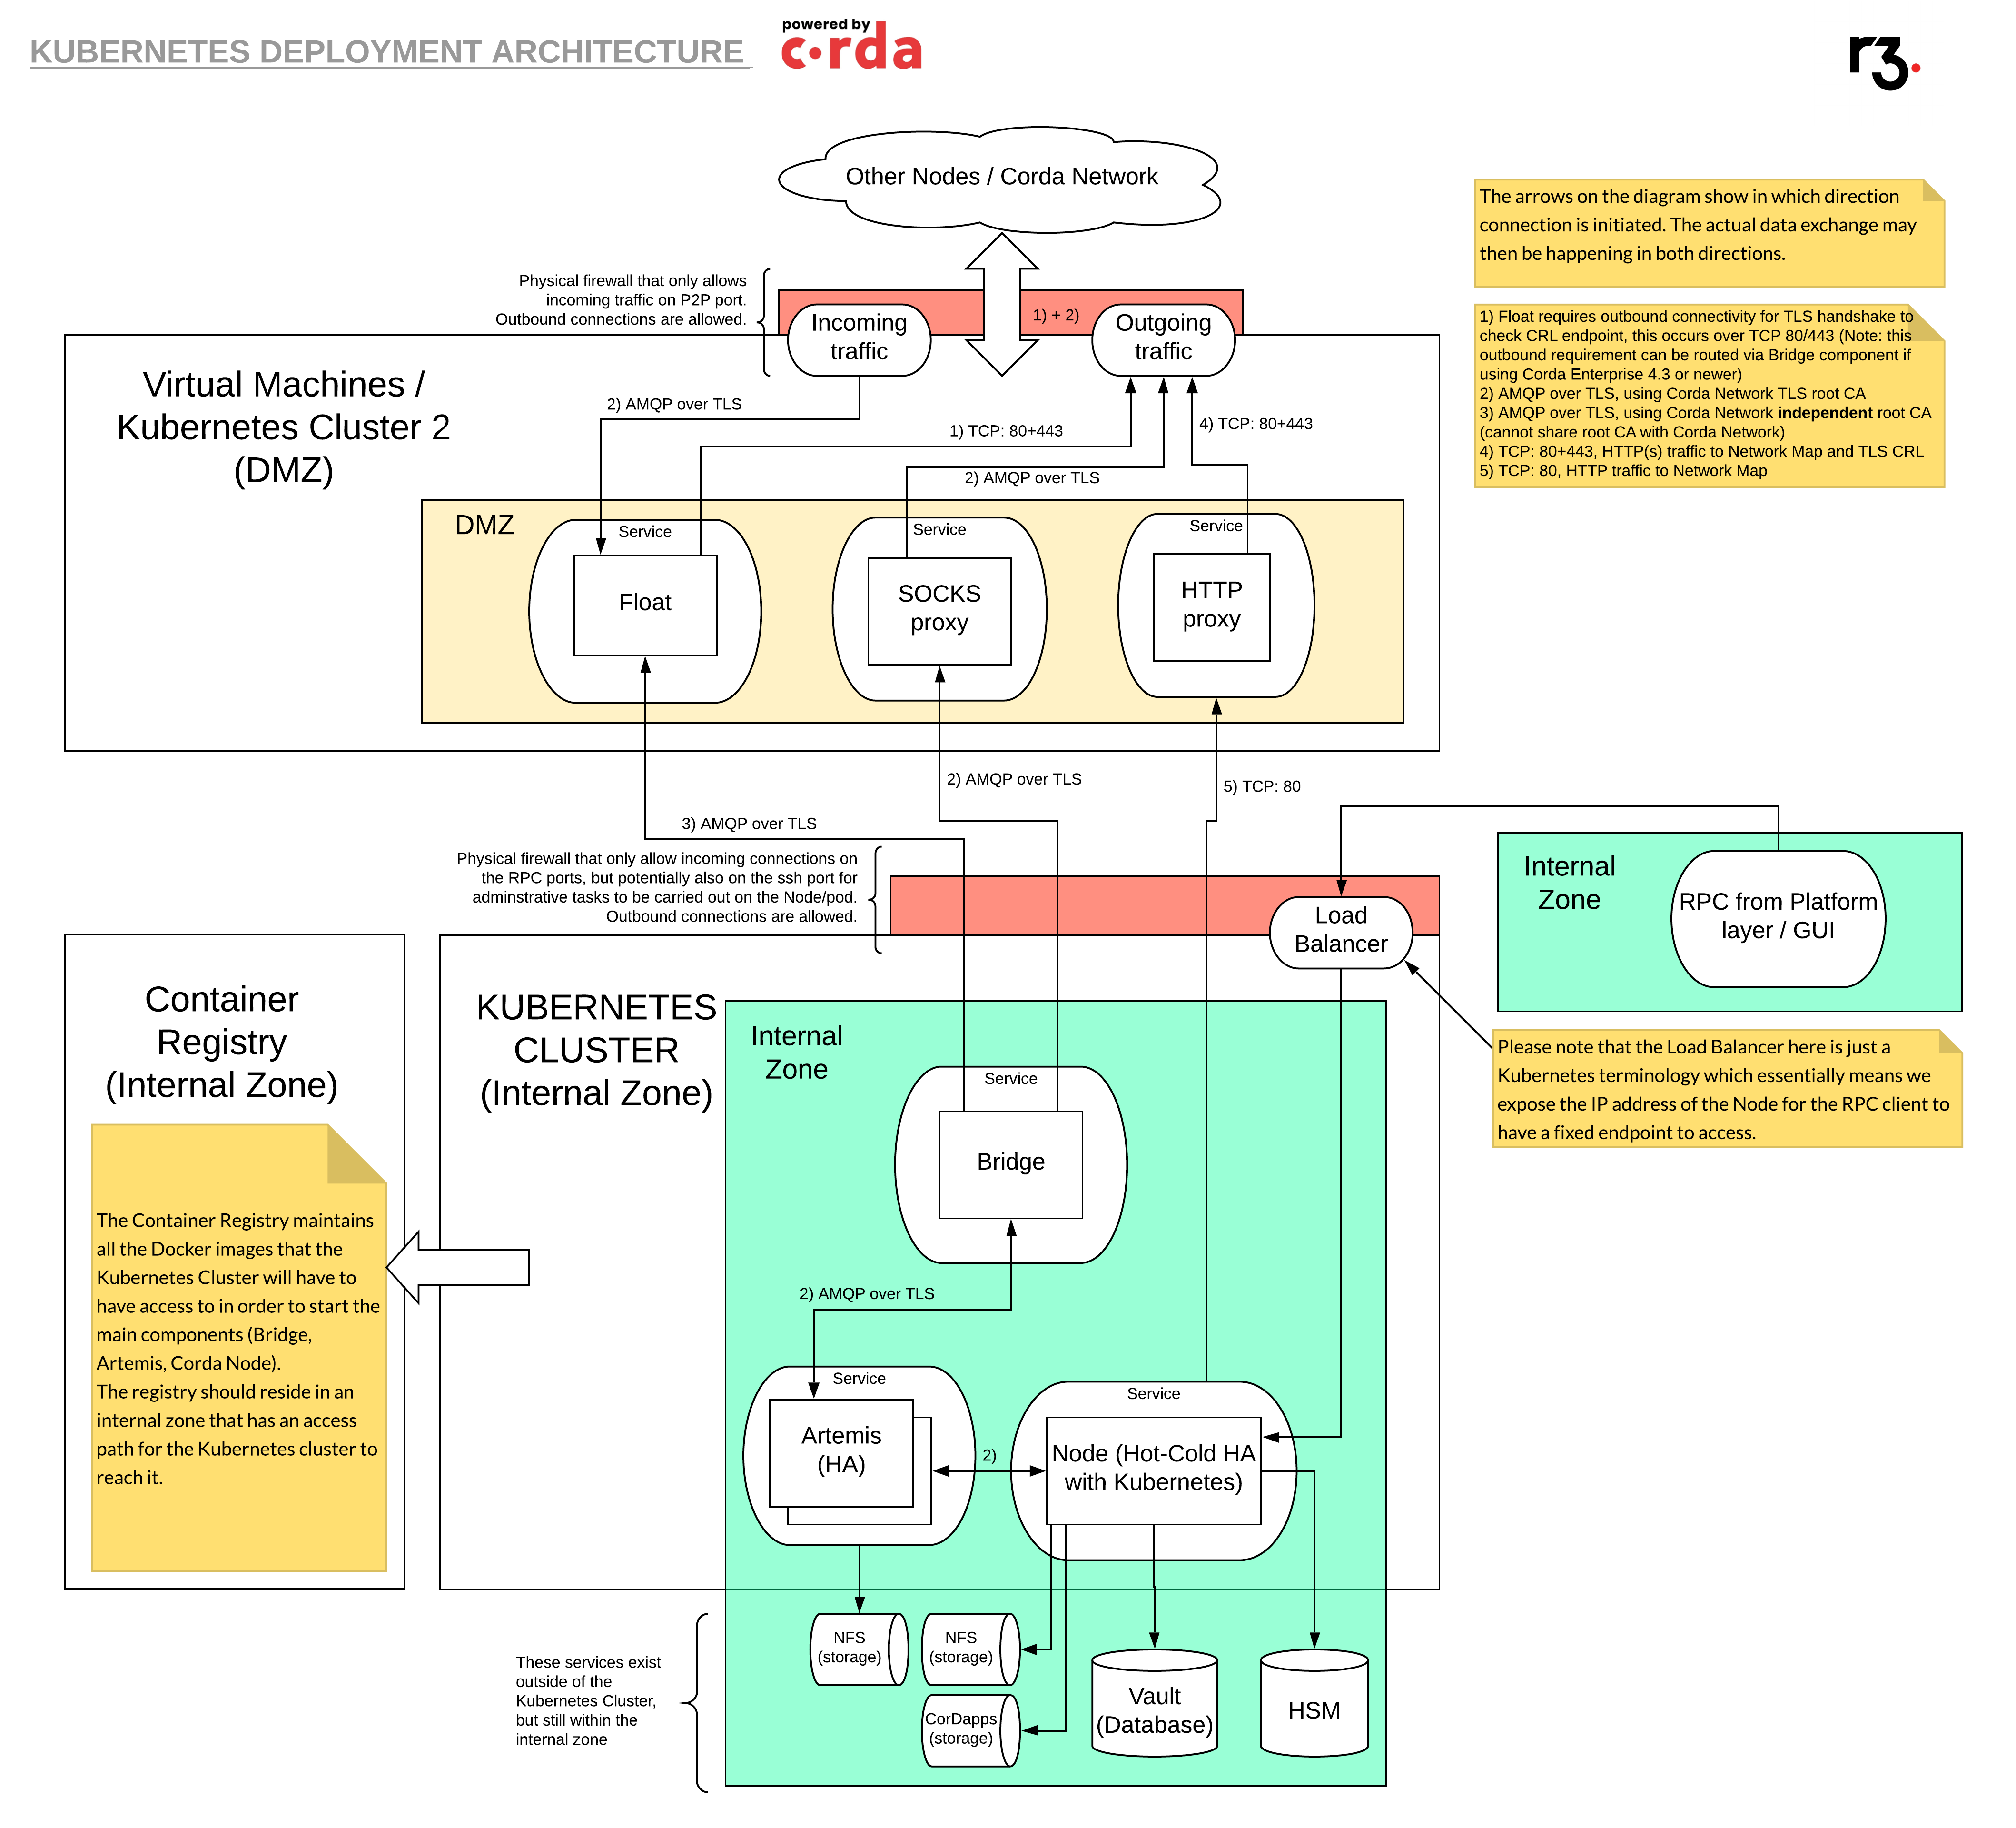 KUBERNETES DEPLOYMENT ARCHITECTURE
powered by
c·rda
r3.
Other Nodes / Corda Network
The arrows on the diagram show in which direction
connection is initiated. The actual data exchange may
then be happening in both directions.
Physical firewall that only allows
incoming traffic on P2P port.
Outbound connections are allowed.
Incoming
traffic
1) + 2)
Outgoing
traffic
1) Float requires outbound connectivity for TLS handshake to
check CRL endpoint, this occurs over TCP 80/443 (Note: this
outbound requirement can be routed via Bridge component if
using Corda Enterprise 4.3 or newer)
2) AMQP over TLS, using Corda Network TLS root CA
3) AMQP over TLS, using Corda Network independent root CA
(cannot share root CA with Corda Network)
4) TCP: 80+443, HTTP(s) traffic to Network Map and TLS CRL
5) TCP: 80, HTTP traffic to Network Map
Virtual Machines /
Kubernetes Cluster 2
(DMZ)
2) AMQP over TLS
1) TCP: 80+443
4) TCP: 80+443
2) AMQP over TLS
DMZ
Service
Float
Service
SOCKS
proxy
Service
HTTP
proxy
2) AMQP over TLS
5) TCP: 80
3) AMQP over TLS
Physical firewall that only allow incoming connections on
the RPC ports, but potentially also on the ssh port for
adminstrative tasks to be carried out on the Node/pod.
Outbound connections are allowed.
Load
Balancer
Internal
Zone
RPC from Platform
layer / GUI
Please note that the Load Balancer here is just a
Kubernetes terminology which essentially means we
expose the IP address of the Node for the RPC client to
have a fixed endpoint to access.
Container
Registry
(Internal Zone)
The Container Registry maintains
all the Docker images that the
Kubernetes Cluster will have to
have access to in order to start the
main components (Bridge,
Artemis, Corda Node).
The registry should reside in an
internal zone that has an access
path for the Kubernetes cluster to
reach it.
KUBERNETES
CLUSTER
(Internal Zone)
Internal
Zone
Service
Bridge
2) AMQP over TLS
Service
Artemis
(HA)
2)
Service
Node (Hot-Cold HA
with Kubernetes)
These services exist
outside of the
Kubernetes Cluster,
but still within the
internal zone
NFS
(storage)
NFS
(storage)
CorDapps
(storage)
Vault
(Database)
HSM